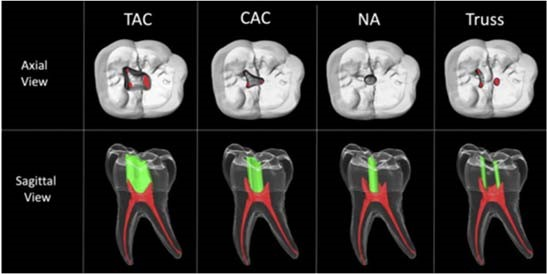 TAC CAC NA Truss
Axial
View
Sagittal
View